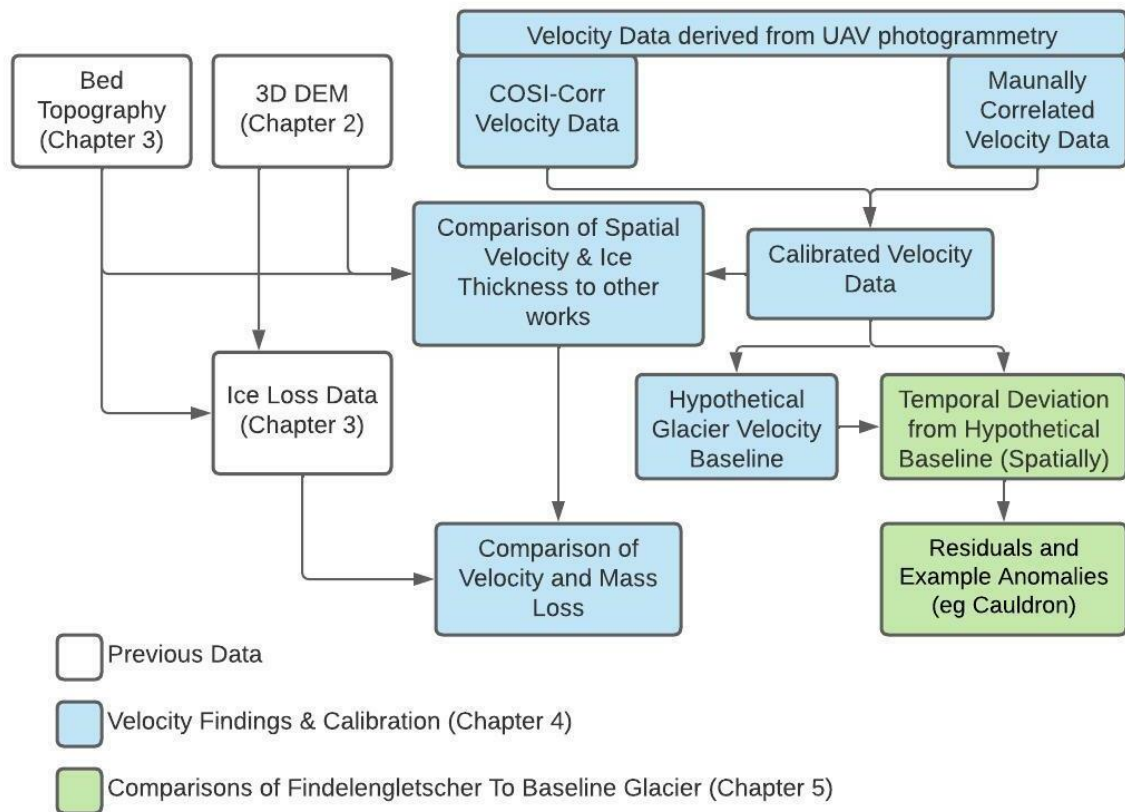 Velocity Data derived from UAV photogrammetry
Bed
Topography
(Chapter 3)
3D DEM
(Chapter 2)
COSI-Corr
Velocity Data
Maunally
Correlated
Velocity Data
Comparison of Spatial
Velocity & Ice
Thickness to other
works
Calibrated Velocity
Data
Ice Loss Data
(Chapter 3)
Hypothetical
Glacier Velocity
Baseline
Temporal Deviation
from Hypothetical
Baseline (Spatially)
Comparison of
Velocity and Mass
Loss
Residuals and
Example Anomalies
(eg Cauldron)
Previous Data
Velocity Findings & Calibration (Chapter 4)
Comparisons of Findelengletscher To Baseline Glacier (Chapter 5)